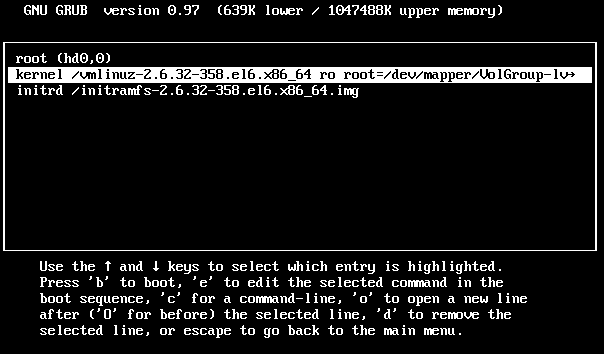 GNU GRUB  version 0.97  (639K lower / 1047488K upper memory)
root (hd0,0)
kernel /vmlinuz-2.6.32-358.el6.x86_64 ro root=/dev/mapper/VolGroup-lv→
initrd /initramfs-2.6.32-358.el6.x86_64.img
Use the ↑ and ↓ keys to select which entry is highlighted.
Press 'b' to boot, 'e' to edit the selected command in the
boot sequence, 'c' for a command-line, 'o' to open a new line
after ('O' for before) the selected line, 'd' to remove the
selected line, or escape to go back to the main menu.